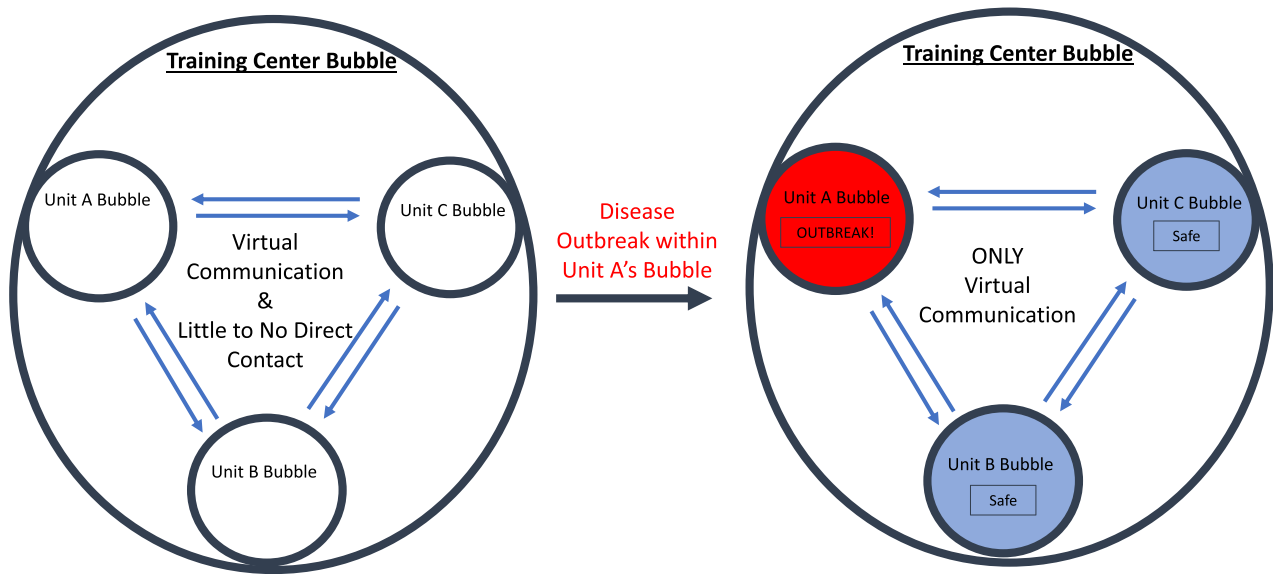 Training Center Bubble
Unit A Bubble
Unit C Bubble
Virtual
Communication
&
Little to No Direct
Contact
Unit B Bubble
Disease
Outbreak within
Unit A’s Bubble
Training Center Bubble
Unit A Bubble
OUTBREAK!
Unit C Bubble
Safe
ONLY
Virtual
Communication
Unit B Bubble
Safe